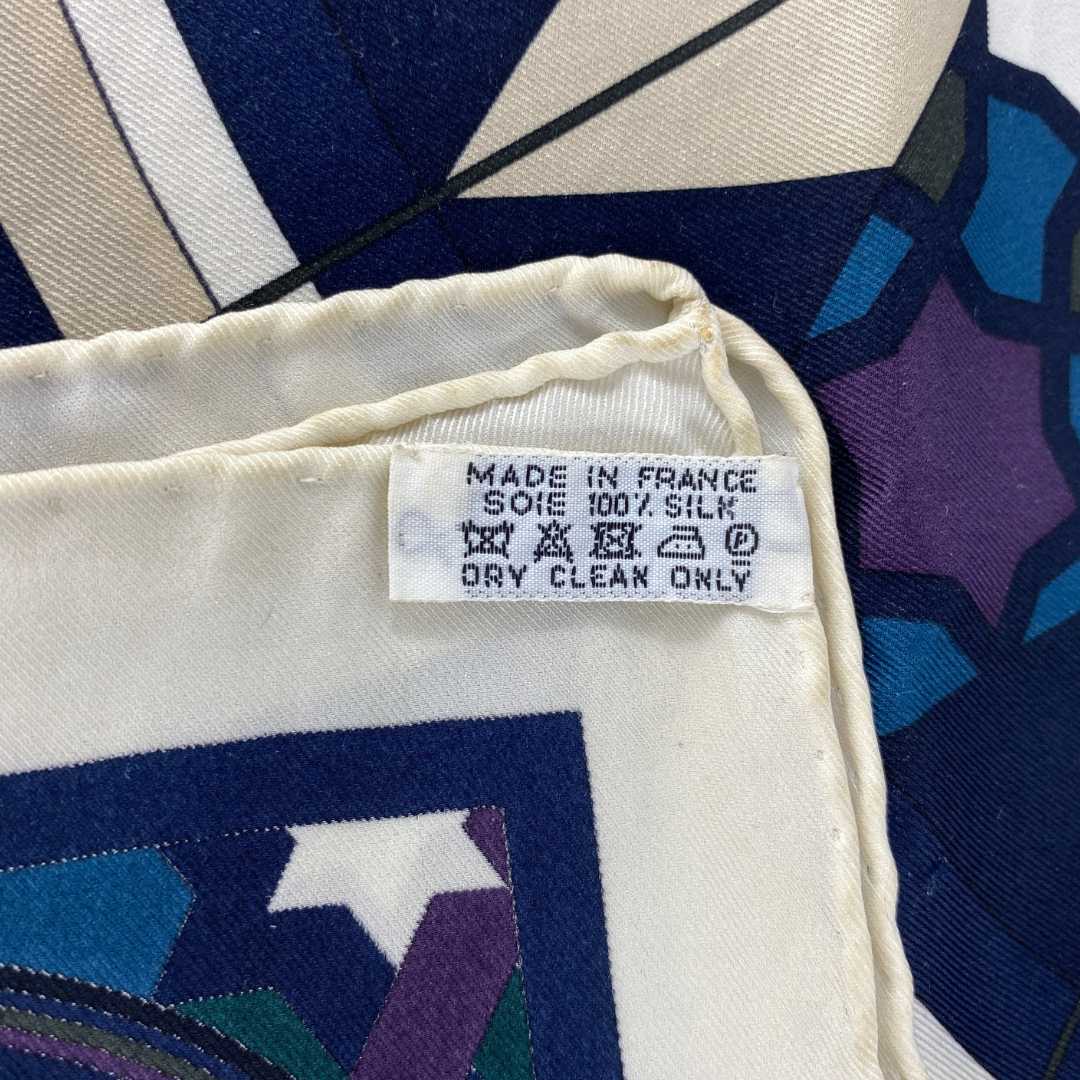 MADE IN FRANCE
SOIE 100% SILK
P
DRY CLEAN ONLY